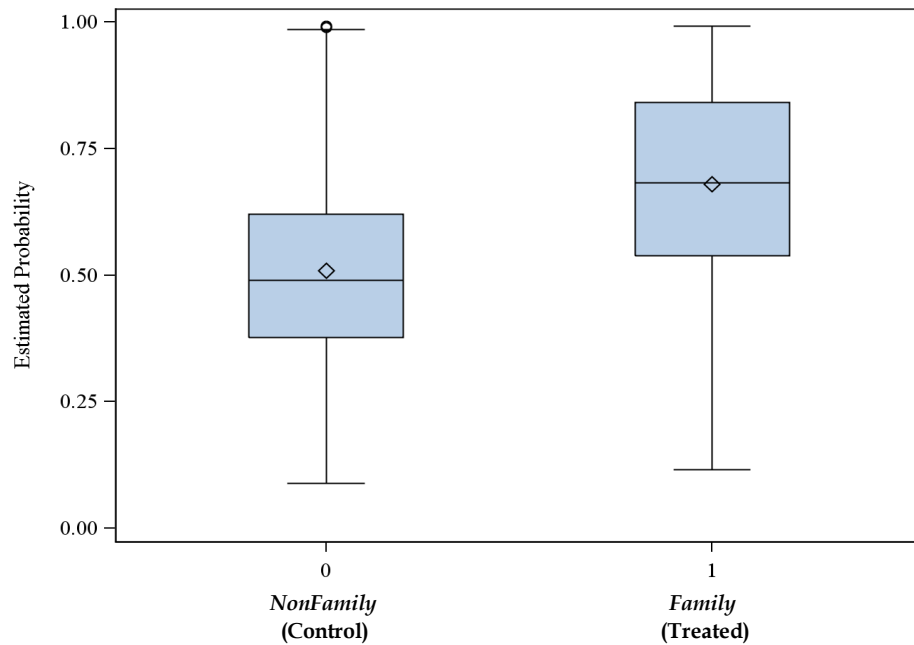 1.00
0.75
0.50
0.25
0.00
Estimated Probability
0
1
NonFamily
(Control)
Family
(Treated)